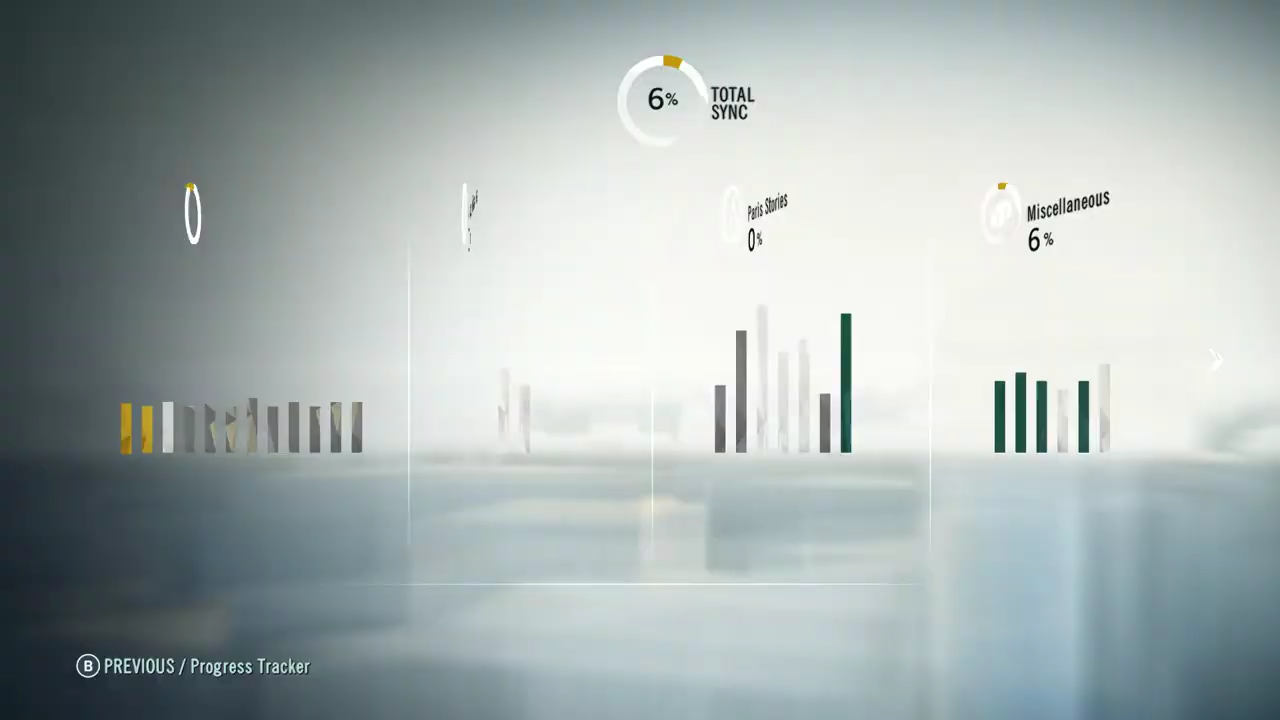 6%
TOTAL
SYNC
Paris Stories
0%
Miscellaneous
6%
B PREVIOUS / Progress Tracker